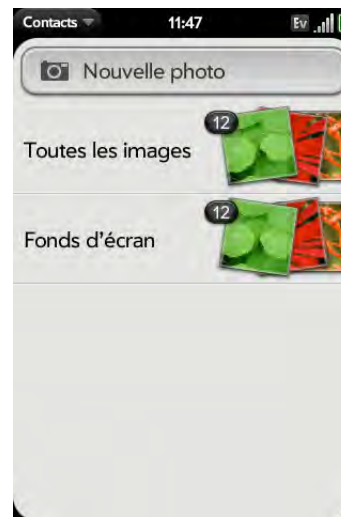 Contacts 11:47 Ev
Nouvelle photo
12
Toutes les images
12
Fonds d'écran